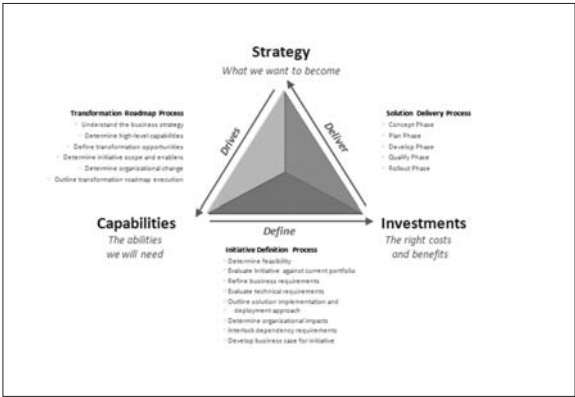 Strategy
What we want to become
Transformation Roadmap Process
Understand the business strategy
Determine high-level capabilities
Define transformation opportunities
Determine initiative scope and enablers
Determine organisational change
Outline transformation roadmap execution
Drives
Deliver
Solution Delivery Process
Concept Phase
Plan Phase
Develop Phase
Qualify Phase
Rollout Phase
Capabilities
The abilities
we will need
Define
Investments
The right costs
and benefits
Initiative Definition Process
Determine feasibility
Evaluate initiative against current portfolio
Refine business requirements
Evaluate technical requirements
Outline solution implementation and
deployment approach
Determine organisational impacts
Interlock dependency requirements
Develop business case for initiative